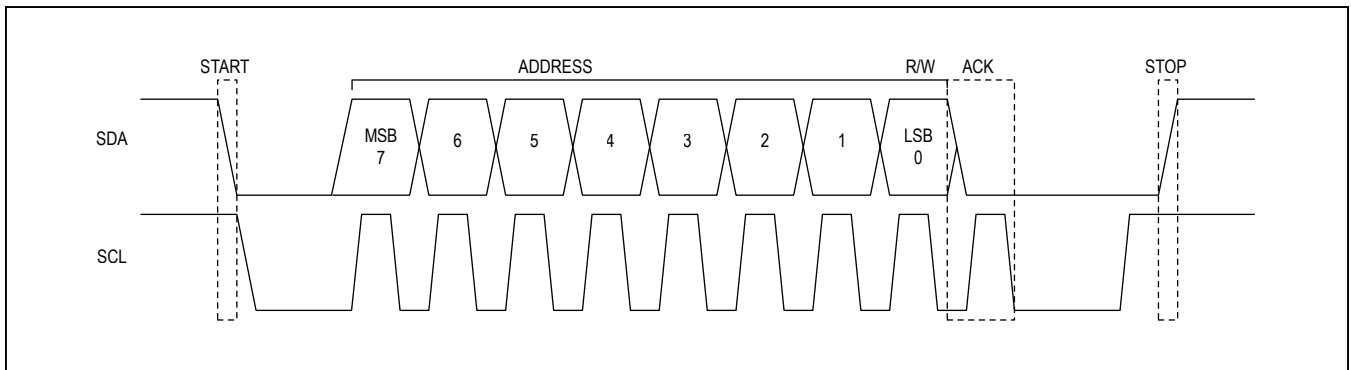 START ADDRESS R/W ACK STOP
SDA MSB 7 6 5 4 3 2 1 LSB 0
SCL